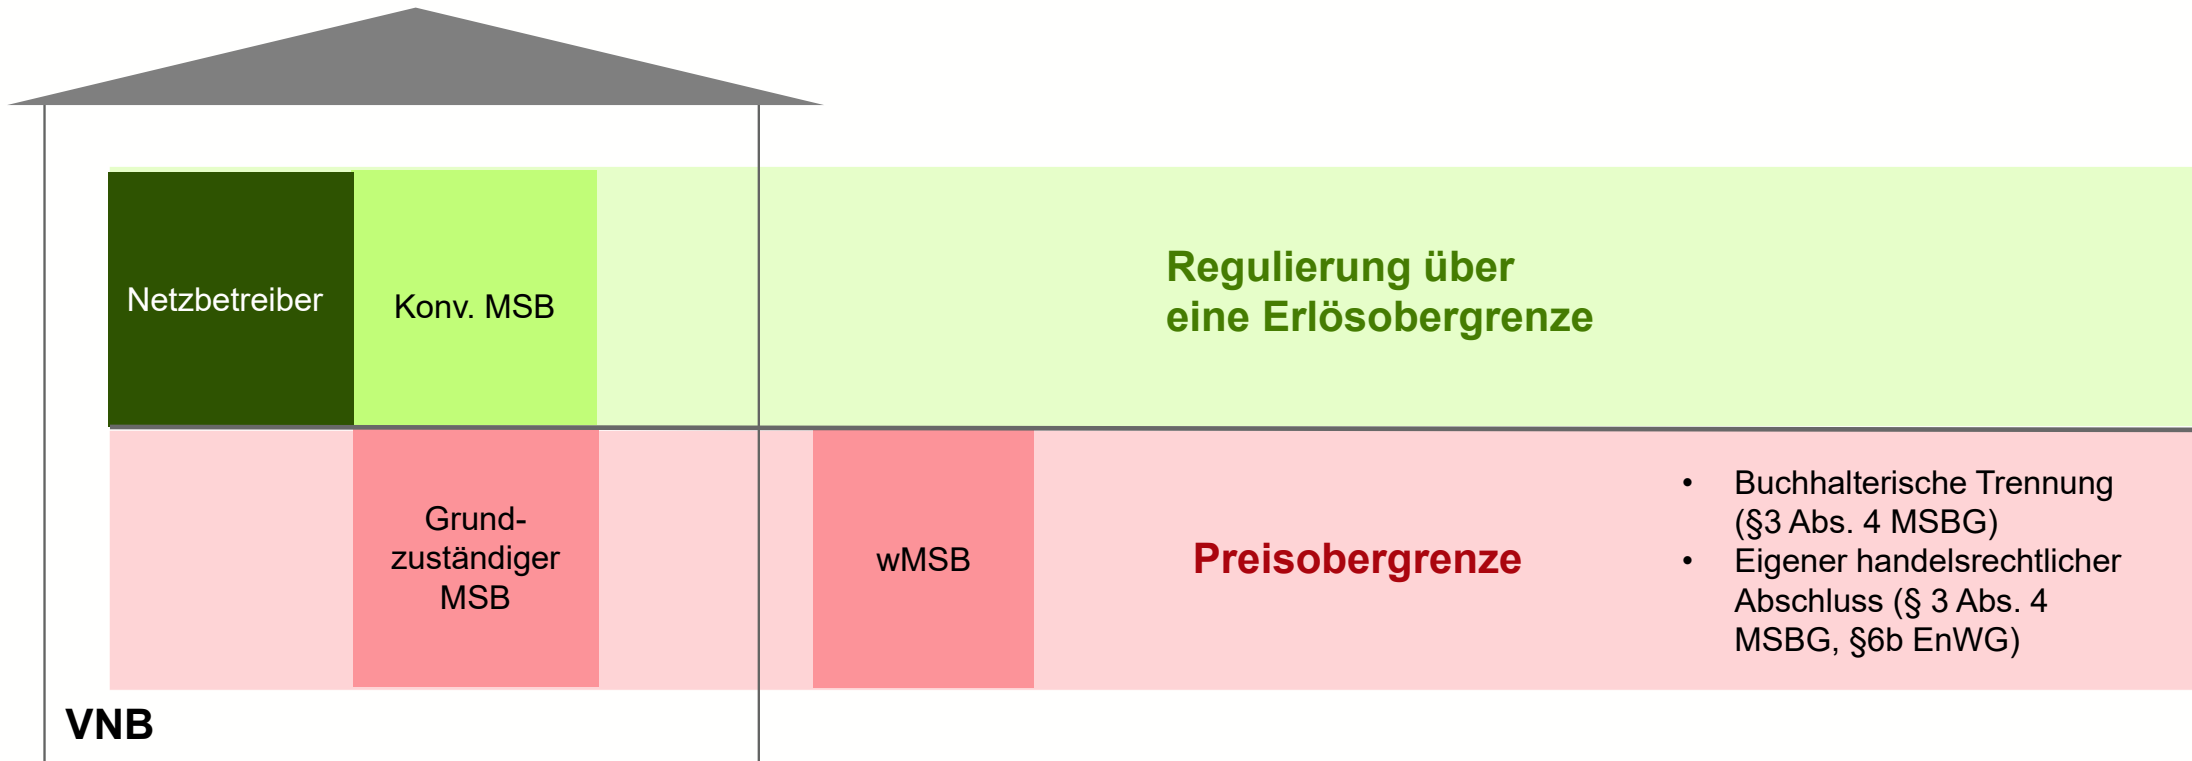 Netzbetreiber
Konv. MSB
Regulierung über
eine Erlösobergrenze
Grund-
zuständiger
MSB
wMSB
Preisobergrenze
• Buchhalterische Trennung
(§3 Abs. 4 MSBG)
• Eigener handelsrechtlicher
Abschluss (§ 3 Abs. 4
MSBG, §6b EnWG)
VNB